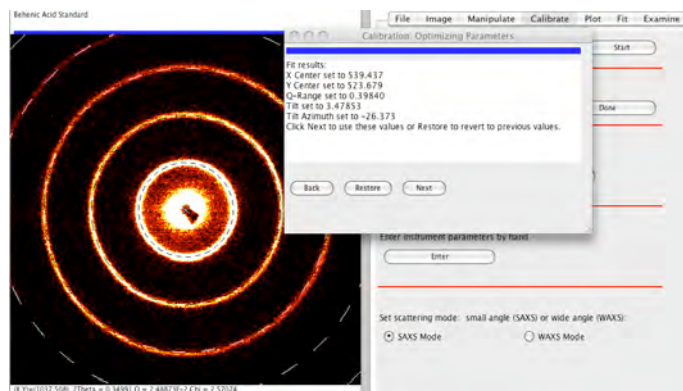 Behenic Acid Standard
File Image Manipulate Calibrate Plot Fit Examine
Calibration: Optimizing Parameters
Start
Fit results:
X Center set to 539.437
Y Center set to 523.679
Q-Range set to 0.39840
Tilt set to 3.47853
Tilt Azimuth set to -26.373
Click Next to use these values or Restore to revert to previous values.
Done
Back Restore Next
Enter instrument parameters by hand
Enter
Set scattering mode: small angle (SAXS) or wide angle (WAXS):
SAXS Mode WAXS Mode